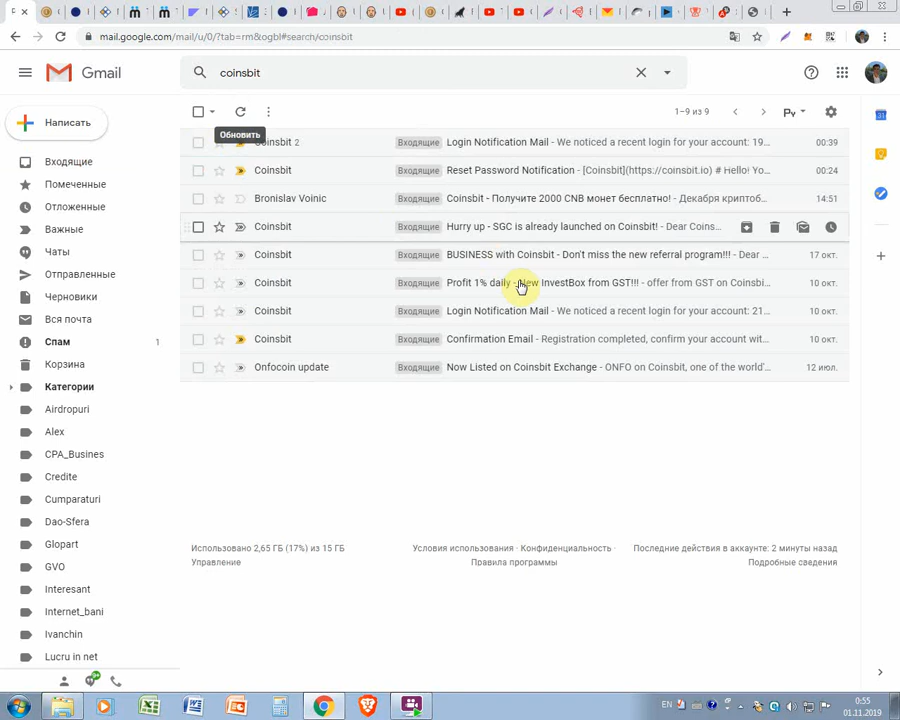 mail.google.com/mail/u/0/?tab=rm&ogbl#search/coinsbit
Gmail
coinsbit
1–9 из 9
Ру
Написать
Обновить
Входящие
Помеченные
Отложенные
Важные
Чаты
Отправленные
Черновики
Вся почта
Спам 1
Корзина
Категории
Airdropuri
Alex
CPA_Busines
Credite
Cumparaturi
Dao-Sfera
Glopart
GVO
Interesant
Internet_bani
Ivanchin
Lucru in net
Coinsbit 2 Входящие Login Notification Mail - We noticed a recent login for your account: 19... 00:39
Coinsbit Входящие Reset Password Notification - [Coinsbit](https://coinsbit.io) # Hello! Yo... 00:24
Bronislav Voinic Входящие Coinsbit - Получите 2000 CNB монет бесплатно! - Декабря криптоб... 14:51
Coinsbit Входящие Hurry up - SGC is already launched on Coinsbit! - Dear Coins...
Coinsbit Входящие BUSINESS with Coinsbit - Don't miss the new referral program!!! - Dear ... 17 окт.
Coinsbit Входящие Profit 1% daily - New InvestBox from GST!!! - offer from GST on Coinsbi... 10 окт.
Coinsbit Входящие Login Notification Mail - We noticed a recent login for your account: 21... 10 окт.
Coinsbit Входящие Confirmation Email - Registration completed, confirm your account wit... 10 окт.
Onfocoin update Входящие Now Listed on Coinsbit Exchange - ONFO on Coinsbit, one of the world'... 12 июл.
Использовано 2,65 ГБ (17%) из 15 ГБ
Управление
Условия использования · Конфиденциальность ·
Правила программы
Последние действия в аккаунте: 2 минуты назад
Подробные сведения
EN
0:55
01.11.2019